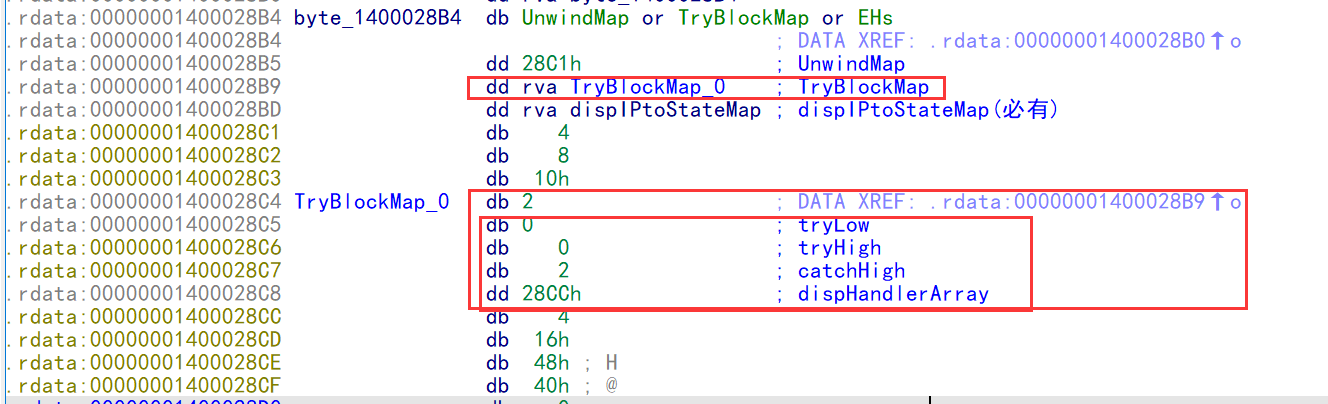 .rdata:00000001400028B4 byte_1400028B4 db UnwindMap or TryBlockMap or EHs
.rdata:00000001400028B4 ; DATA XREF: .rdata:00000001400028B0↑o
.rdata:00000001400028B5 dd 28C1h ; UnwindMap
.rdata:00000001400028B9 dd rva TryBlockMap_0 ; TryBlockMap
.rdata:00000001400028BD dd rva dispIPtoStateMap ; dispIPtoStateMap(必有)
.rdata:00000001400028C1 db 4
.rdata:00000001400028C2 db 8
.rdata:00000001400028C3 db 10h
.rdata:00000001400028C4 TryBlockMap_0 db 2 ; DATA XREF: .rdata:00000001400028B9↑o
.rdata:00000001400028C5 db 0 ; tryLow
.rdata:00000001400028C6 db 0 ; tryHigh
.rdata:00000001400028C7 db 2 ; catchHigh
.rdata:00000001400028C8 dd 28CCh ; dispHandlerArray
.rdata:00000001400028CC db 4
.rdata:00000001400028CD db 16h
.rdata:00000001400028CE db 48h ; H
.rdata:00000001400028CF db 40h ; @